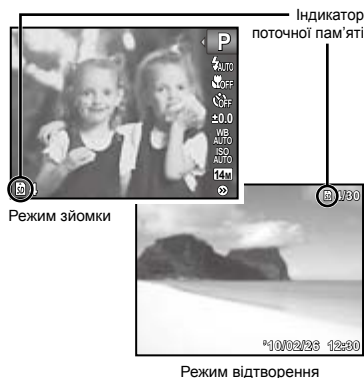 Індикатор
поточної пам’яті
P
AUTO
OFF
OFF
±0.0
WB
AUTO
ISO
AUTO
14M
4
Режим зйомки
1/30
'10/02/26 12:30
Режим відтворення